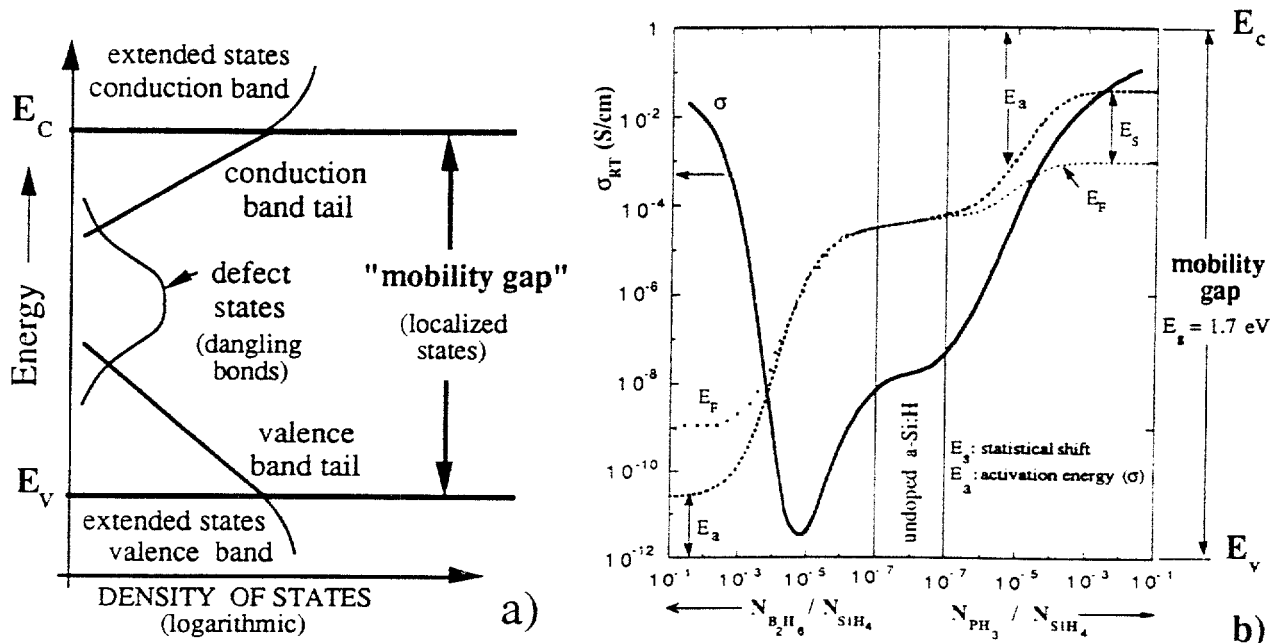 extended states
conduction band
E_C
conduction
band tail
"mobility gap"
(localized
states)
defect
states
(dangling
bonds)
Energy
valence
band tail
E_V
extended states
valence band
DENSITY OF STATES
(logarithmic)
a)
σ_RT (S/cm)
1
10^-2
10^-4
10^-6
10^-8
10^-10
10^-12
σ
E_a
E_s
E_F
E_F
E_a
undoped a-Si:H
E_s: statistical shift
E_a: activation energy (σ)
10^-1 10^-3 10^-5 10^-7 10^-7 10^-5 10^-3 10^-1
N_B2H6 / N_SiH4
N_PH3 / N_SiH4
E_c
mobility
gap
E_g = 1.7 eV
E_v
b)